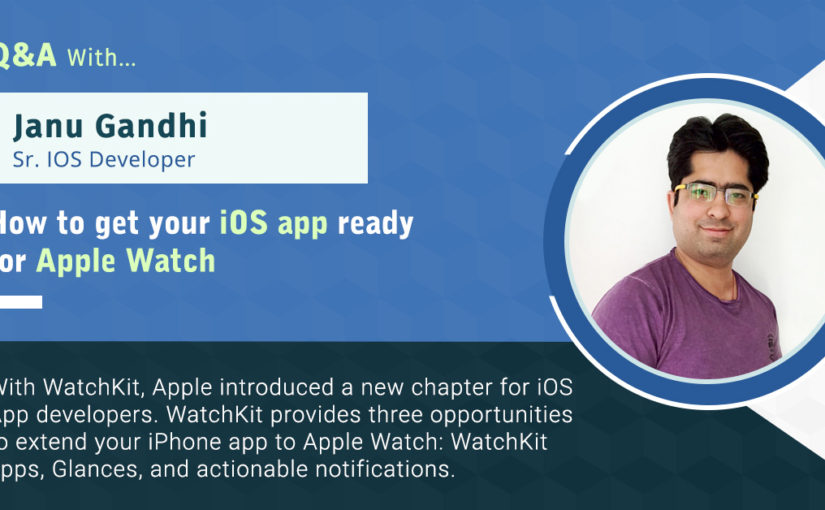 Q&A With...
Janu Gandhi
Sr. IOS Developer
How to get your iOS app ready
for Apple Watch
With WatchKit, Apple introduced a new chapter for iOS
App developers. WatchKit provides three opportunities
to extend your iPhone app to Apple Watch: WatchKit
apps, Glances, and actionable notifications.